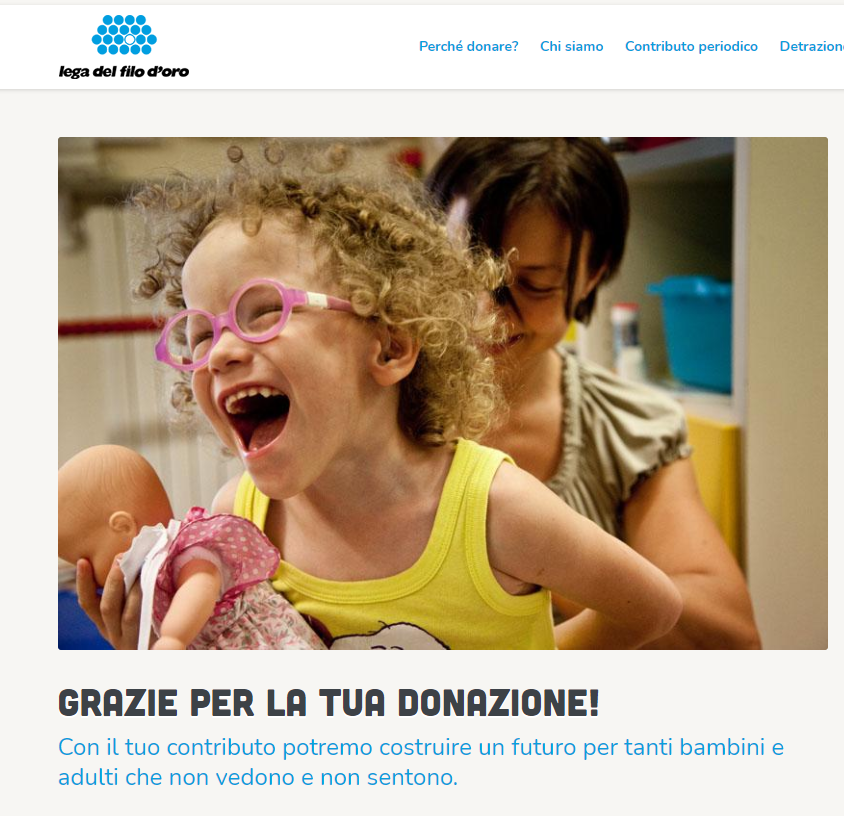 lega del filo d'oro
Perché donare? Chi siamo Contributo periodico
GRAZIE PER LA TUA DONAZIONE!
Con il tuo contributo potremo costruire un futuro per tanti bambini e
adulti che non vedono e non sentono.